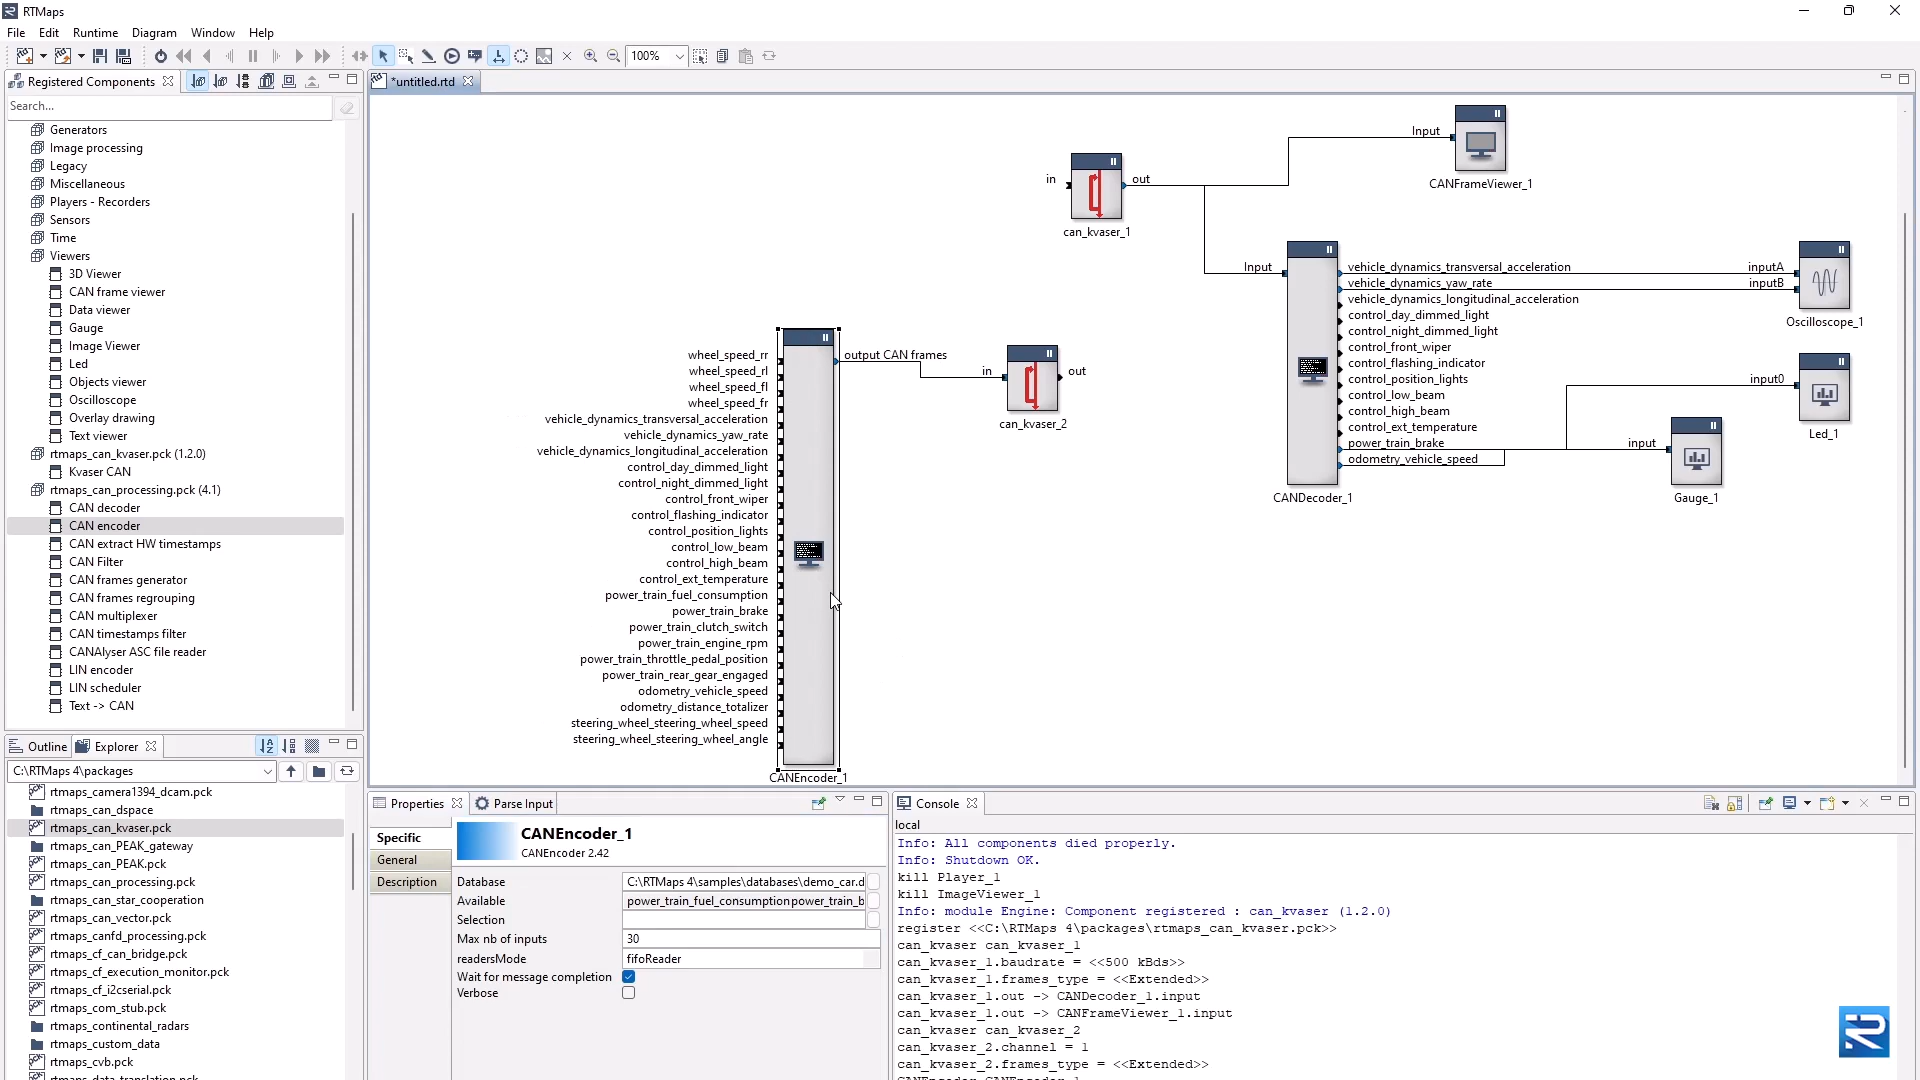 RTMaps
File Edit Runtime Diagram Window Help
100%
Registered Components
*untitled.rtd
Search...
Generators
Image processing
Legacy
Miscellaneous
Players - Recorders
Sensors
Time
Viewers
3D Viewer
CAN frame viewer
Data viewer
Gauge
Image Viewer
Led
Objects viewer
Oscilloscope
Overlay drawing
Text viewer
rtmaps_can_kvaser.pck (1.2.0)
Kvaser CAN
rtmaps_can_processing.pck (4.1)
CAN decoder
CAN encoder
CAN extract HW timestamps
CAN Filter
CAN frames generator
CAN frames regrouping
CAN multiplexer
CAN timestamps filter
CANAlyser ASC file reader
LIN encoder
LIN scheduler
Text -> CAN
Outline Explorer
C:\RTMaps 4\packages
rtmaps_camera1394_dcam.pck
rtmaps_can_dspace
rtmaps_can_kvaser.pck
rtmaps_can_PEAK_gateway
rtmaps_can_PEAK.pck
rtmaps_can_processing.pck
rtmaps_can_star_cooperation
rtmaps_can_vector.pck
rtmaps_canfd_processing.pck
rtmaps_cf_can_bridge.pck
rtmaps_cf_execution_monitor.pck
rtmaps_cf_i2cserial.pck
rtmaps_com_stub.pck
rtmaps_continental_radars
rtmaps_custom_data
rtmaps_cvb.pck
rtmaps_data_translation.pck
in
out
can_kvaser_1
Input
CANFrameViewer_1
Input
vehicle_dynamics_transversal_acceleration
vehicle_dynamics_yaw_rate
vehicle_dynamics_longitudinal_acceleration
control_day_dimmed_light
control_night_dimmed_light
control_front_wiper
control_flashing_indicator
control_position_lights
control_low_beam
control_high_beam
control_ext_temperature
power_train_brake
odometry_vehicle_speed
CANDecoder_1
inputA
inputB
Oscilloscope_1
input0
Led_1
input
Gauge_1
wheel_speed_rr
wheel_speed_rl
wheel_speed_fl
wheel_speed_fr
vehicle_dynamics_transversal_acceleration
vehicle_dynamics_yaw_rate
vehicle_dynamics_longitudinal_acceleration
control_day_dimmed_light
control_night_dimmed_light
control_front_wiper
control_flashing_indicator
control_position_lights
control_low_beam
control_high_beam
control_ext_temperature
power_train_fuel_consumption
power_train_brake
power_train_clutch_switch
power_train_engine_rpm
power_train_throttle_pedal_position
power_train_rear_gear_engaged
odometry_vehicle_speed
odometry_distance_totalizer
steering_wheel_steering_wheel_speed
steering_wheel_steering_wheel_angle
output CAN frames
CANEncoder_1
in
out
can_kvaser_2
Properties Parse Input
Specific
General
Description
CANEncoder_1
CANEncoder 2.42
Database C:\RTMaps 4\samples\databases\demo_car.d
Available power_train_fuel_consumption power_train_b
Selection
Max nb of inputs 30
readersMode fifoReader
Wait for message completion
Verbose
Console
local
Info: All components died properly.
Info: Shutdown OK.
kill Player_1
kill ImageViewer_1
Info: module Engine: Component registered : can_kvaser (1.2.0)
register <<C:\RTMaps 4\packages\rtmaps_can_kvaser.pck>>
can_kvaser can_kvaser_1
can_kvaser_1.baudrate = <<500 kBds>>
can_kvaser_1.frames_type = <<Extended>>
can_kvaser_1.out -> CANDecoder_1.input
can_kvaser_1.out -> CANFrameViewer_1.input
can_kvaser can_kvaser_2
can_kvaser_2.channel = 1
can_kvaser_2.frames_type = <<Extended>>
CANEncoder CANEncoder_1